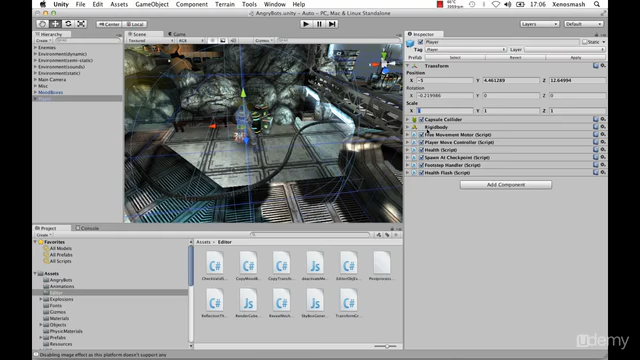 Unity File Edit Assets GameObject Component Terrain Window Help 17:06 Xenosmash
AngryBots.unity - Auto - PC, Mac & Linux Standalone
Center Local Layers Layout
Hierarchy Scene Game Inspector
Create
Player Static
Tag Player Layer
Prefab Select Revert Apply
Enemies
Environment (dynamic)
Environment (semi-static)
Environment (static)
Main Camera
Misc
Player
Transform
Position
X -5 Y 4.461289 Z 12.64994
Rotation
X -0.219986 Y 0 Z 0
Scale
X 1 Y 1 Z 1
Capsule Collider
Rigidbody
Free Movement Motor (Script)
Player Move Controller (Script)
Health (Script)
Spawn At Checkpoint (Script)
Footstep Handler (Script)
Health Flash (Script)
Add Component
Project Console
Create
Favorites
All Models
All Prefabs
All Scripts
Assets
AngryBots
Animations
Editor
Explosions
Fonts
Gizmos
Materials
Objects
PhysicMaterials
Prefabs
Resources
Assets Editor
C# C# C# Js Js C#
C# Js C# Js C#
Disabling image effect as this platform doesn't support any
udemy